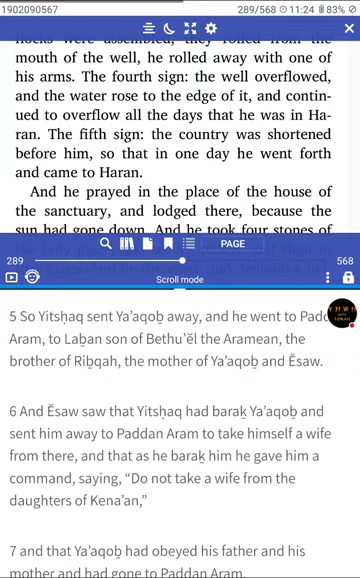 1902090567 289/568 11:24 83%
flocks were assembled, they rolled from the
mouth of the well, he rolled away with one of
his arms. The fourth sign: the well overflowed,
and the water rose to the edge of it, and contin-
ued to overflow all the days that he was in Ha-
ran. The fifth sign: the country was shortened
before him, so that in one day he went forth
and came to Haran.
And he prayed in the place of the house of
the sanctuary, and lodged there, because the
sun had gone down. And he took four stones of
the holy place
PAGE
289 568
Scroll mode
5 So Yitsḥaq sent Ya’aqoḇ away, and he went to Padd
Aram, to Laḇan son of Bethu’ĕl the Aramean, the
brother of Riḇqah, the mother of Ya’aqoḇ and Ěsaw.
6 And Ěsaw saw that Yitsḥaq had baraḵ Ya’aqoḇ and
sent him away to Paddan Aram to take himself a wife
from there, and that as he baraḵ him he gave him a
command, saying, “Do not take a wife from the
daughters of Kena’an,”
7 and that Ya’aqoḇ had obeyed his father and his
mother and had gone to Paddan Aram.